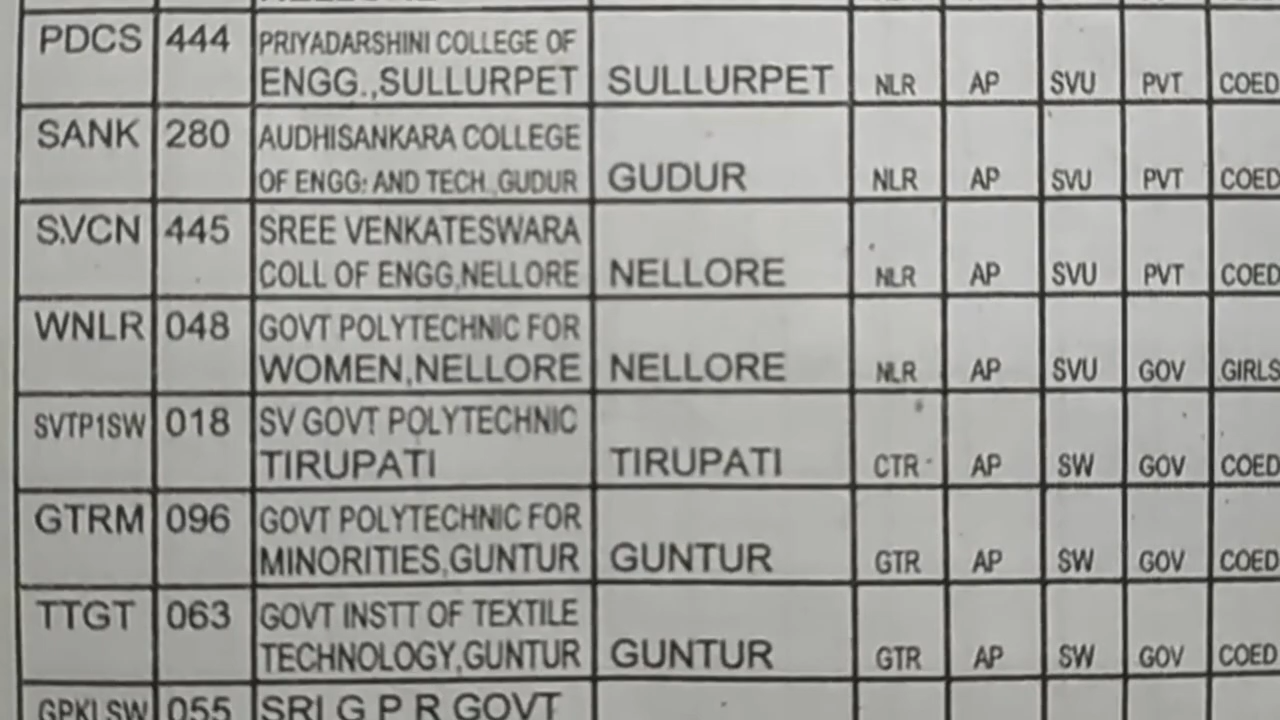 PDCS 444 PRIYADARSHINI COLLEGE OF
ENGG.,SULLURPET SULLURPET NLR AP SVU PVT COED
SANK 280 AUDHISANKARA COLLEGE
OF ENGG: AND TECH.,GUDUR GUDUR NLR AP SVU PVT COED
S.VCN 445 SREE VENKATESWARA
COLL OF ENGG,NELLORE NELLORE NLR AP SVU PVT COED
WNLR 048 GOVT POLYTECHNIC FOR
WOMEN,NELLORE NELLORE NLR AP SVU GOV GIRLS
SVTP1SW 018 SV GOVT POLYTECHNIC
TIRUPATI TIRUPATI CTR AP SW GOV COED
GTRM 096 GOVT POLYTECHNIC FOR
MINORITIES,GUNTUR GUNTUR GTR AP SW GOV COED
TTGT 063 GOVT INSTT OF TEXTILE
TECHNOLOGY,GUNTUR GUNTUR GTR AP SW GOV COED
GPKLSW 055 SRI G P R GOVT